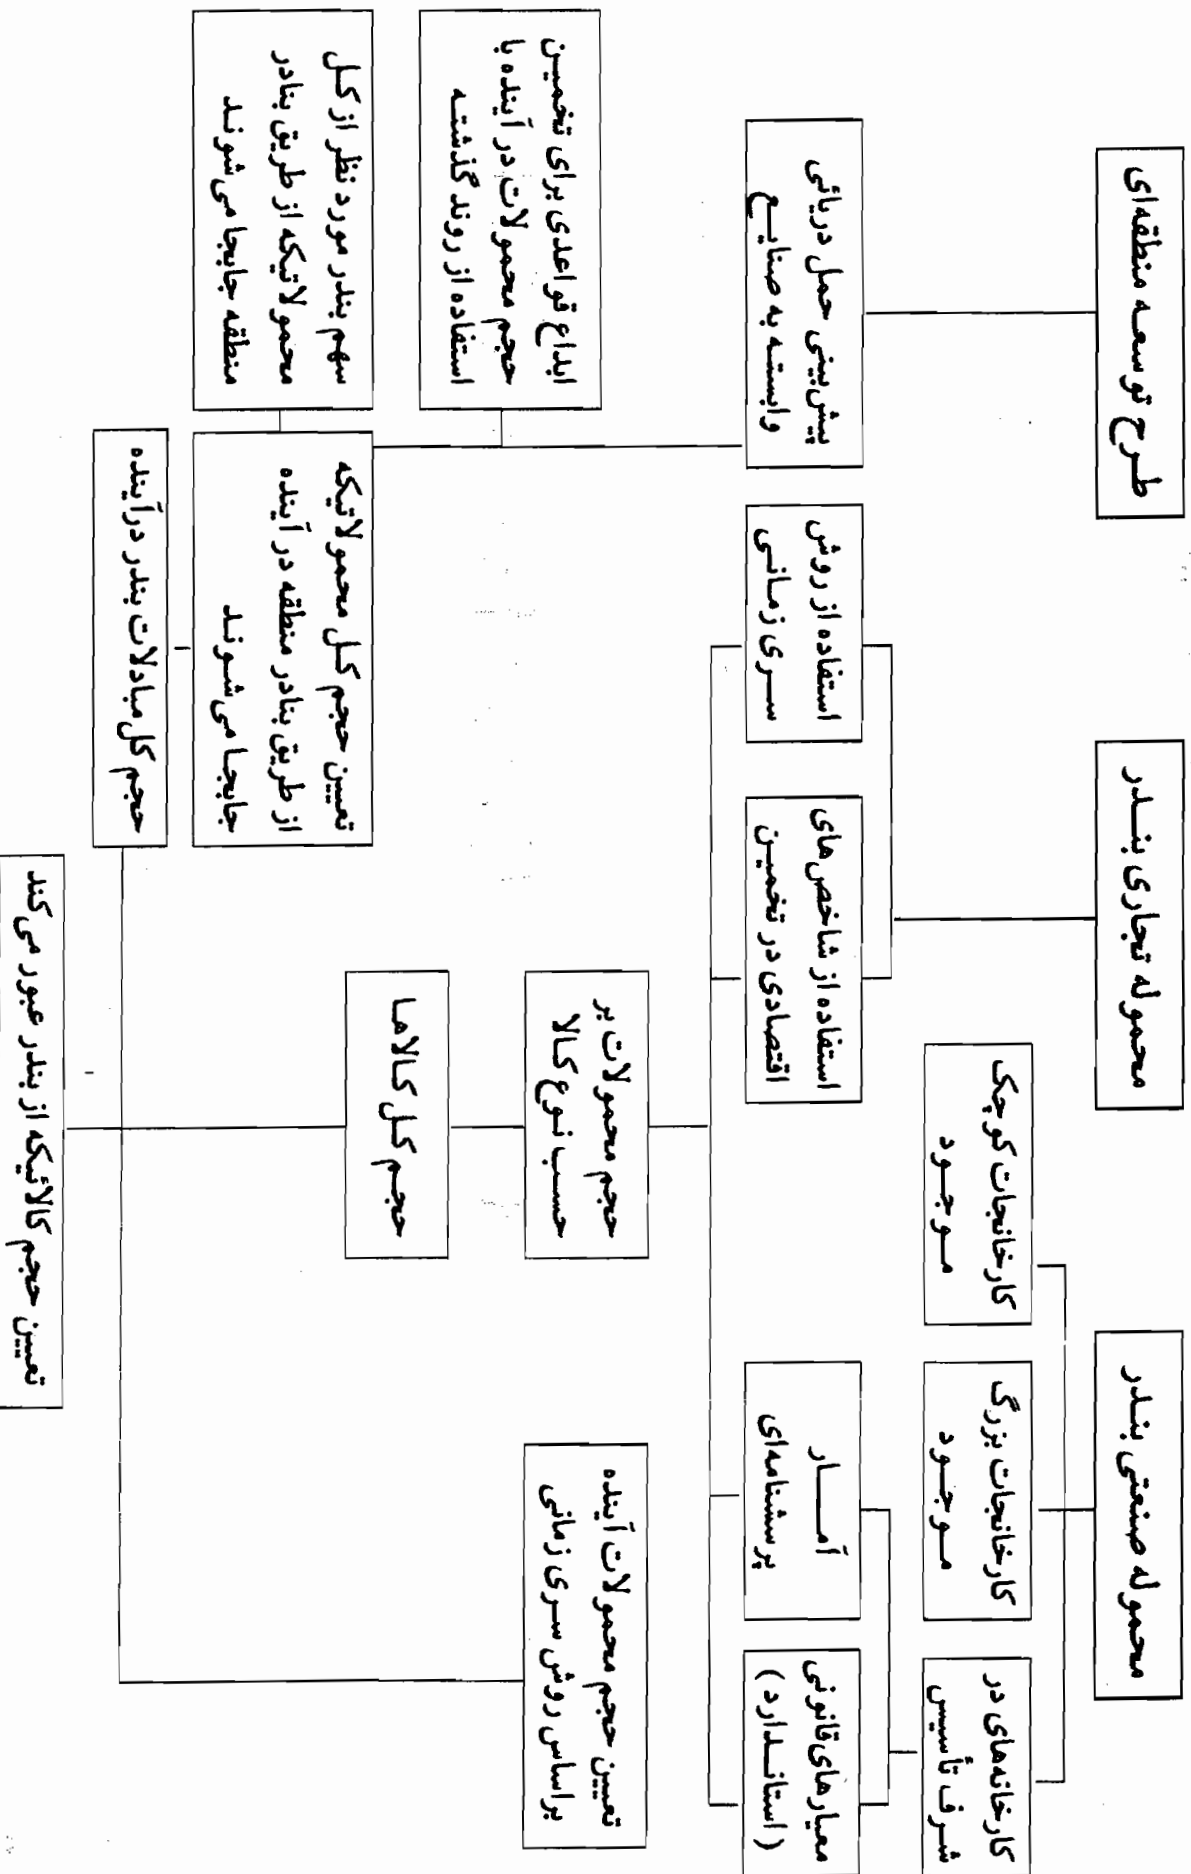 محموله صنعتی بندر
محموله تجاری بندر
طرح توسعه منطقه‌ای
کارخانه‌های در
شرف تأسیس
کارخانجات بزرگ
موجود
کارخانجات کوچک
موجود
معیارهای قانونی
(استاندارد)
آمار
پرسشنامه‌ای
استفاده از شاخص‌های
اقتصادی در تخمین
استفاده از روش
سری زمانی
پیش‌بینی حمل دریائی
وابسته به صنایع
تعیین حجم محمولات آینده
براساس روش سری زمانی
حجم محمولات بر
حسب نوع کالا
ابداع قواعدی برای تخمین
حجم محمولات در آینده با
استفاده از روند گذشته
حجم کل کالاها
تعیین حجم کل محمولاتیکه
از طریق بنادر منطقه در آینده
جابجا می‌شوند
سهم بندر مورد نظر از کل
محمولاتیکه از طریق بنادر
منطقه جابجا می‌شوند
حجم کل مبادلات بندر درآینده
تعیین حجم کالائیکه از بندر عبور می‌کند